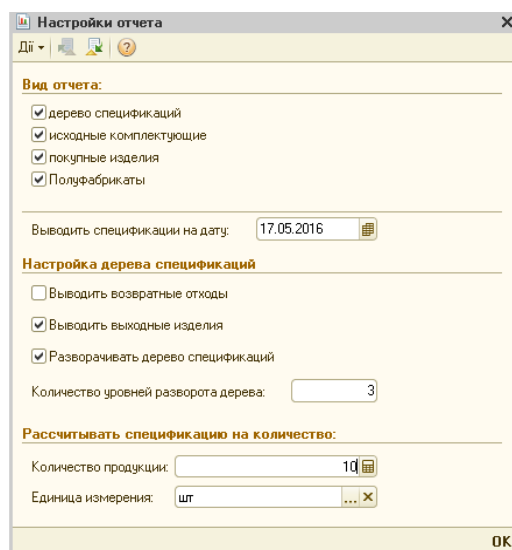 Настройки отчета
Дії
Вид отчета:
дерево спецификаций
исходные комплектующие
покупные изделия
Полуфабрикаты
Выводить спецификации на дату: 17.05.2016
Настройка дерева спецификаций
Выводить возвратные отходы
Выводить выходные изделия
Разворачивать дерево спецификаций
Количество уровней разворота дерева: 3
Рассчитывать спецификацию на количество:
Количество продукции: 10
Единица измерения: шт ...
OK